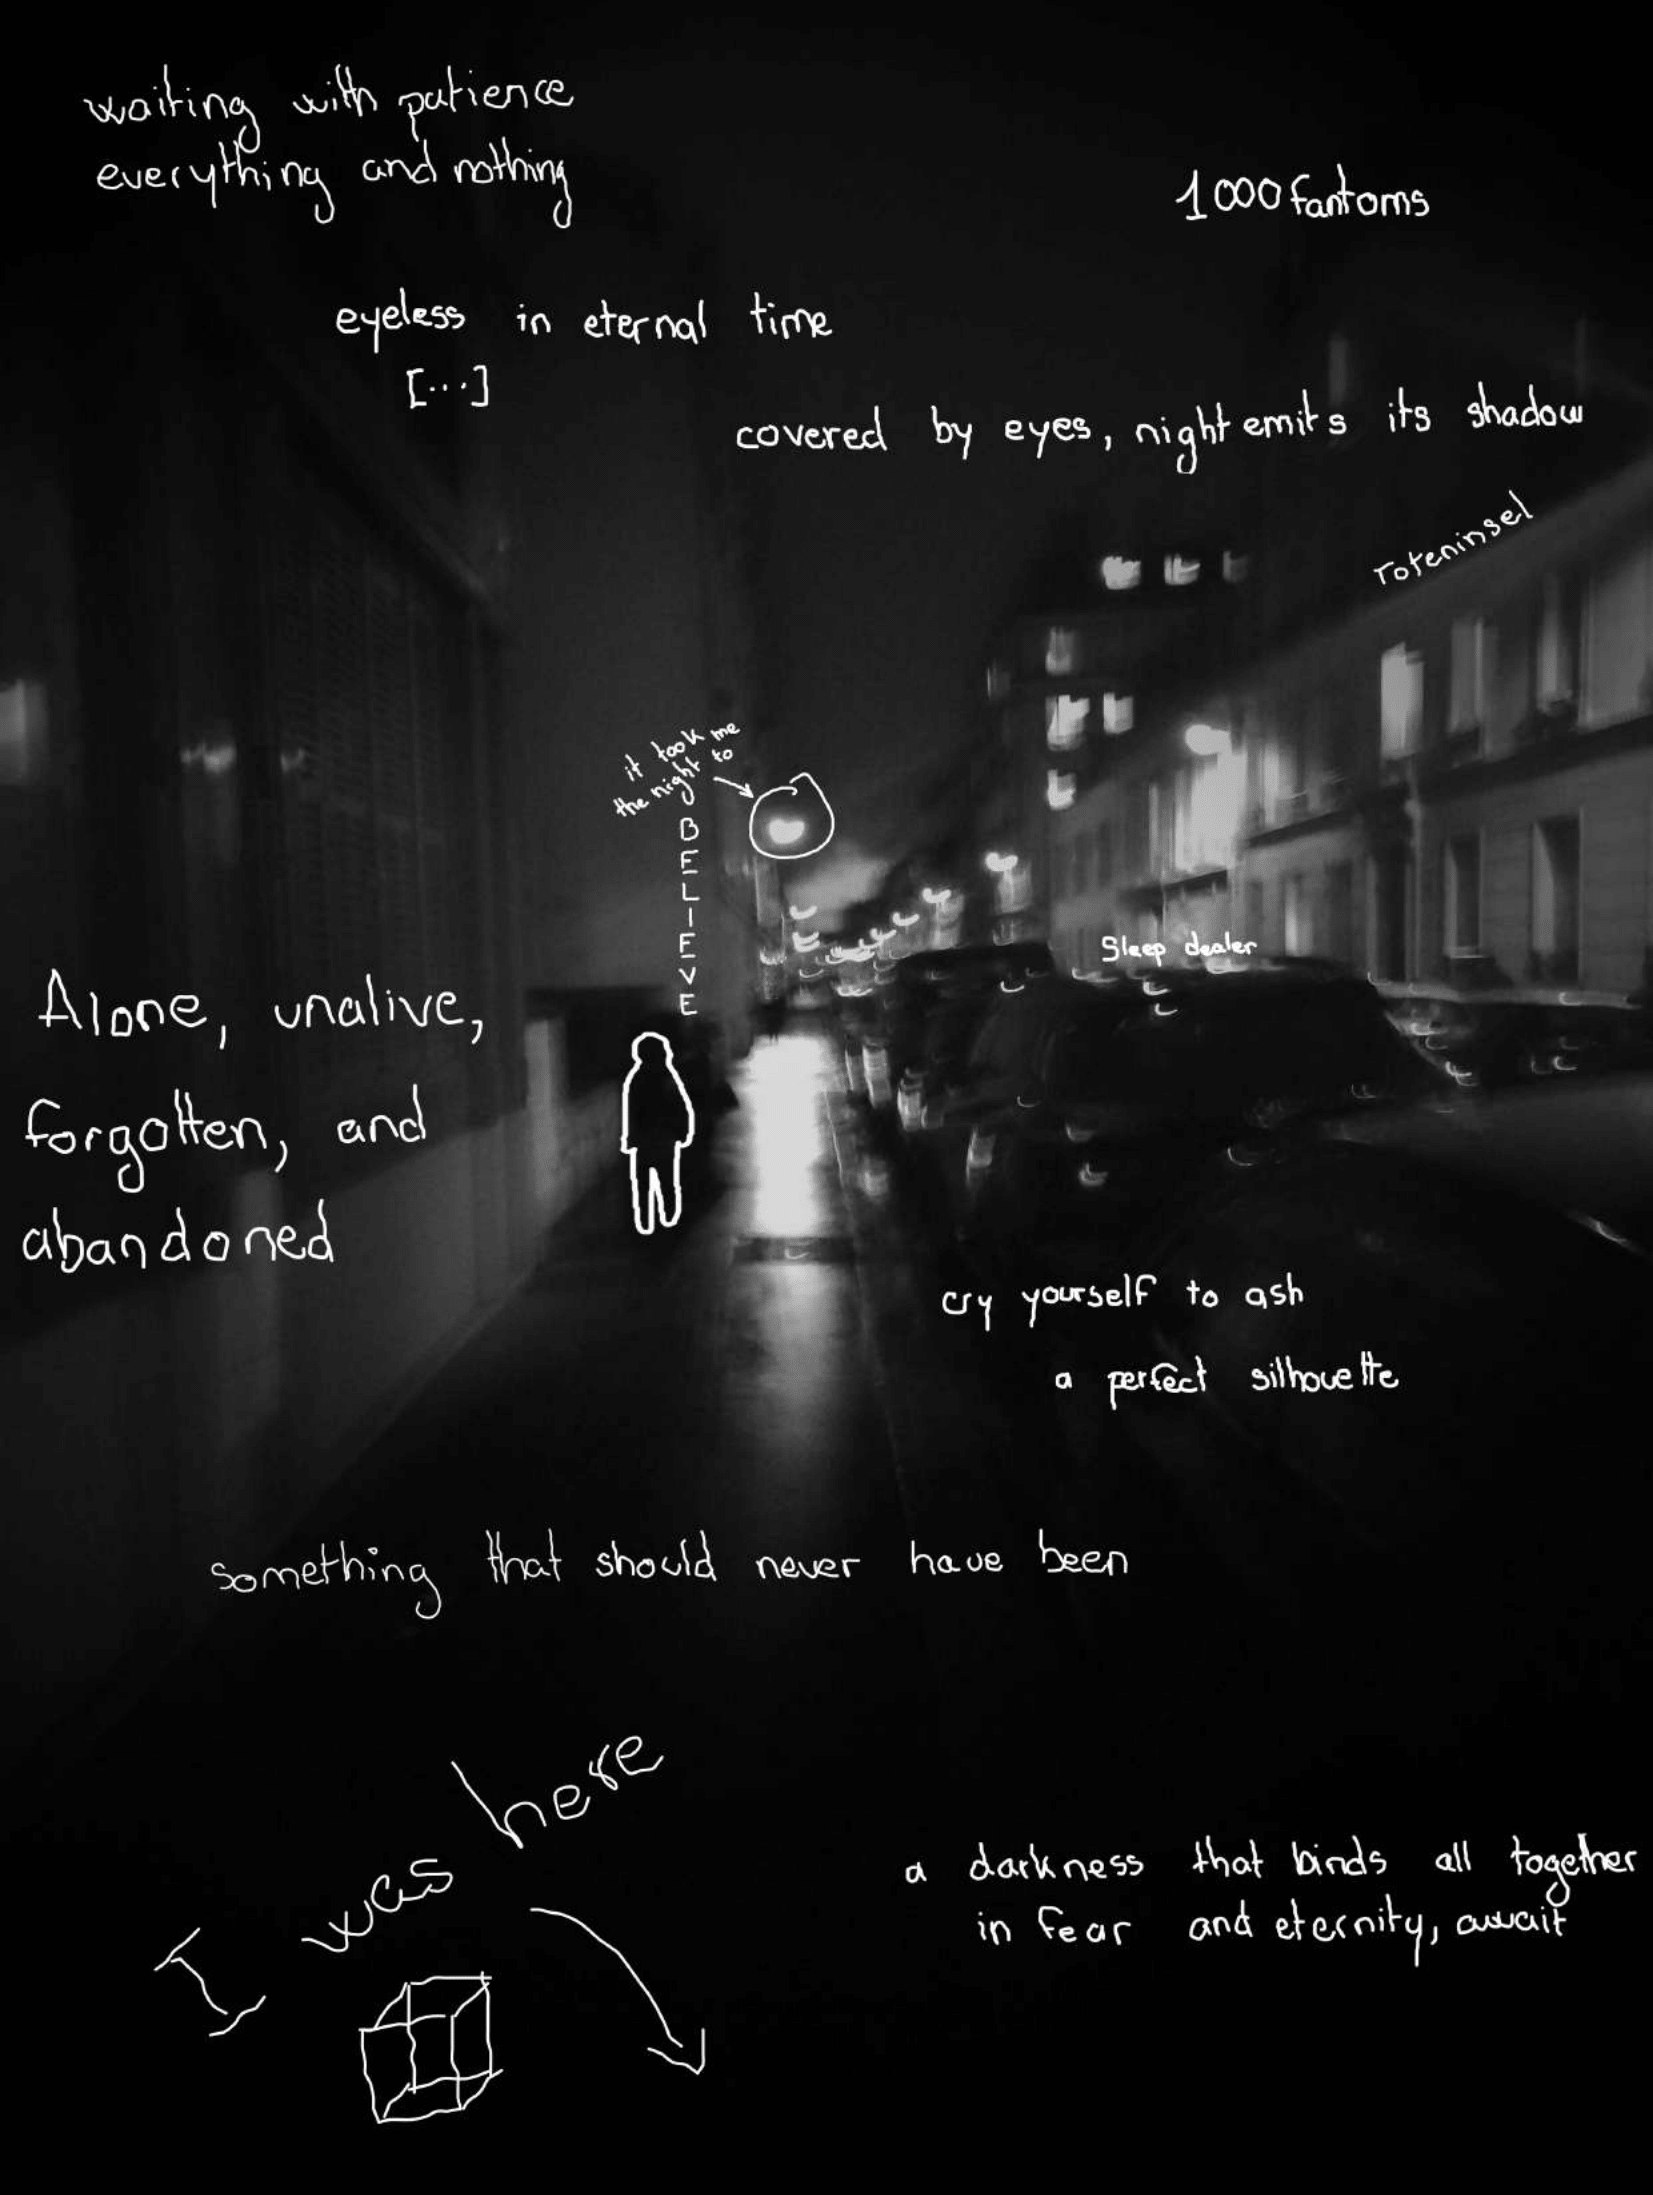 waiting with patience
everything and nothing
1000 fantoms
eyeless in eternal time
[...]
covered by eyes, night emits its shadow
Toteninsel
it took me
the night to
BELIEVE
Sleep dealer
Alone, unalive,
forgotten, and
abandoned
cry yourself to ash
a perfect silhouette
something that should never have been
I was here
a darkness that binds all together
in fear and eternity, await